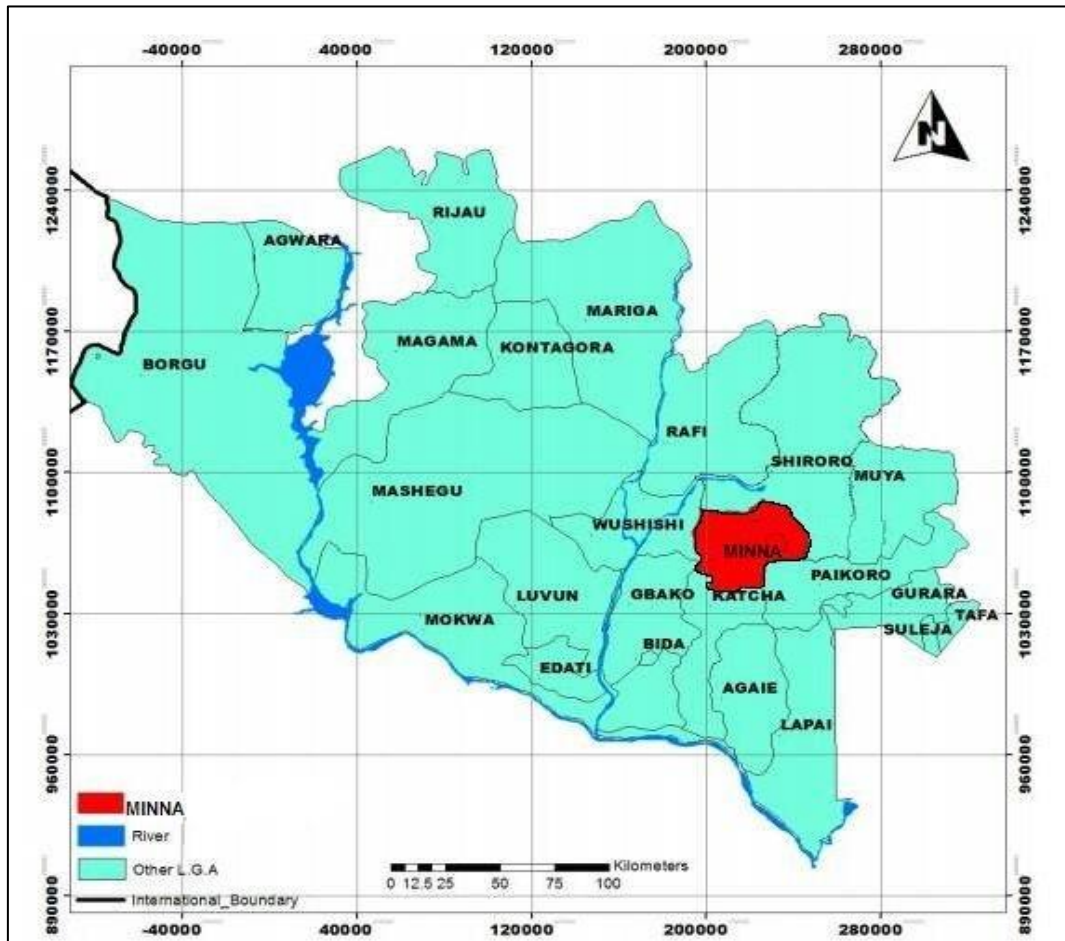 -40000 40000 120000 200000 280000
N
1240000 1240000
RIJAU
AGWARA
MARIGA
1170000 1170000
MAGAMA
KONTAGORA
BORGU
RAFI
SHIRORO
MUYA
1100000 1100000
MASHEGU
WUSHISHI
MINNA
PAIKORO
LUVUN
GBAKO
KATCHA
GURARA
MOKWA
TAFA
1030000 1030000
SULEJA
BIDA
EDATI
AGAIE
LAPAI
960000 960000
MINNA
River
Other L.G.A
International_Boundary
Kilometers
0 12.5 25 50 75 100
890000 890000
-40000 40000 120000 200000 280000